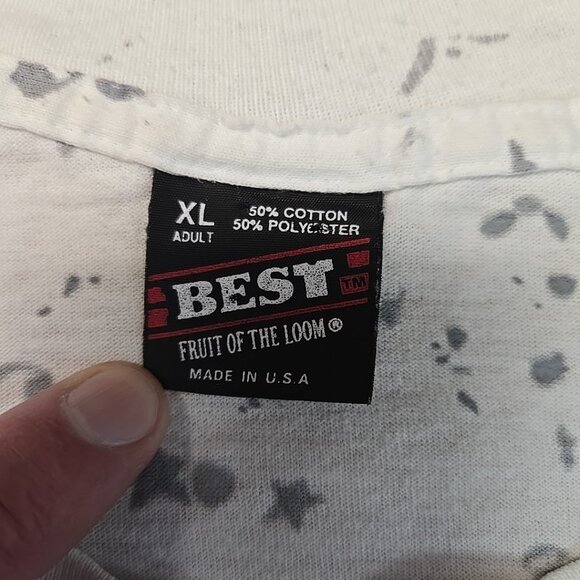 XL
ADULT
50% COTTON
50% POLYESTER
BEST TM
FRUIT OF THE LOOM®
MADE IN U.S.A